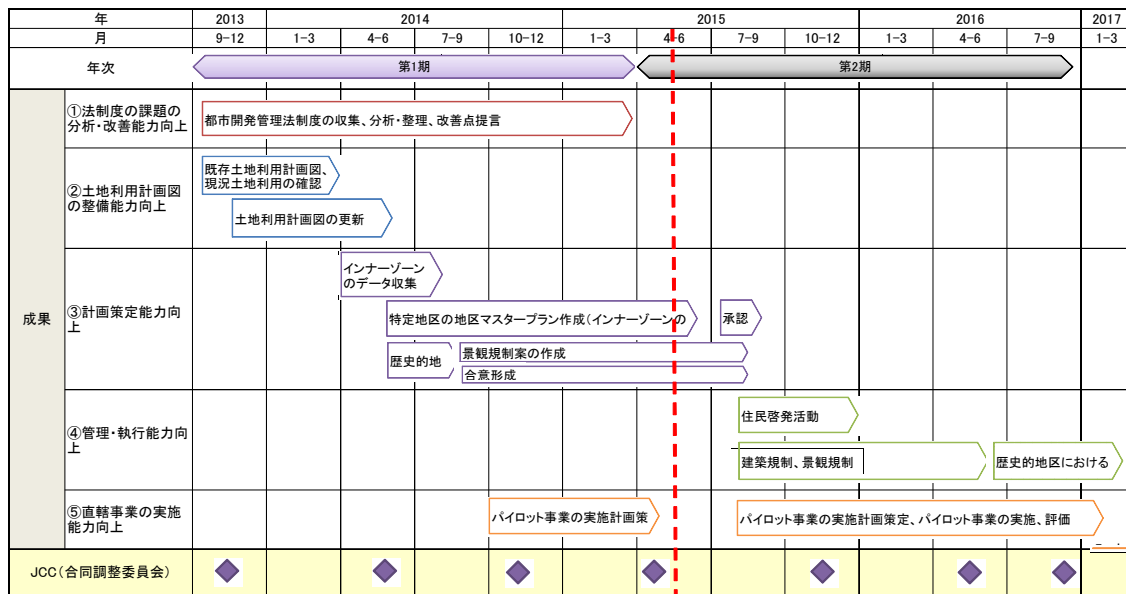 年 2013 2014 2015 2016 2017
月 9-12 1-3 4-6 7-9 10-12 1-3 4-6 7-9 10-12 1-3 4-6 7-9 1-3
年次 第1期 第2期
成果
①法制度の課題の
分析・改善能力向上
都市開発管理法制度の収集、分析・整理、改善点提言
②土地利用計画図
の整備能力向上
既存土地利用計画図、
現況土地利用の確認
土地利用計画図の更新
③計画策定能力向
上
インナーゾーン
のデータ収集
特定地区の地区マスタープラン作成(インナーゾーンの
承認
歴史的地
景観規制案の作成
合意形成
④管理・執行能力向
上
住民啓発活動
建築規制、景観規制
歴史的地区における
⑤直轄事業の実施
能力向上
パイロット事業の実施計画策
パイロット事業の実施計画策定、パイロット事業の実施、評価
JCC(合同調整委員会)